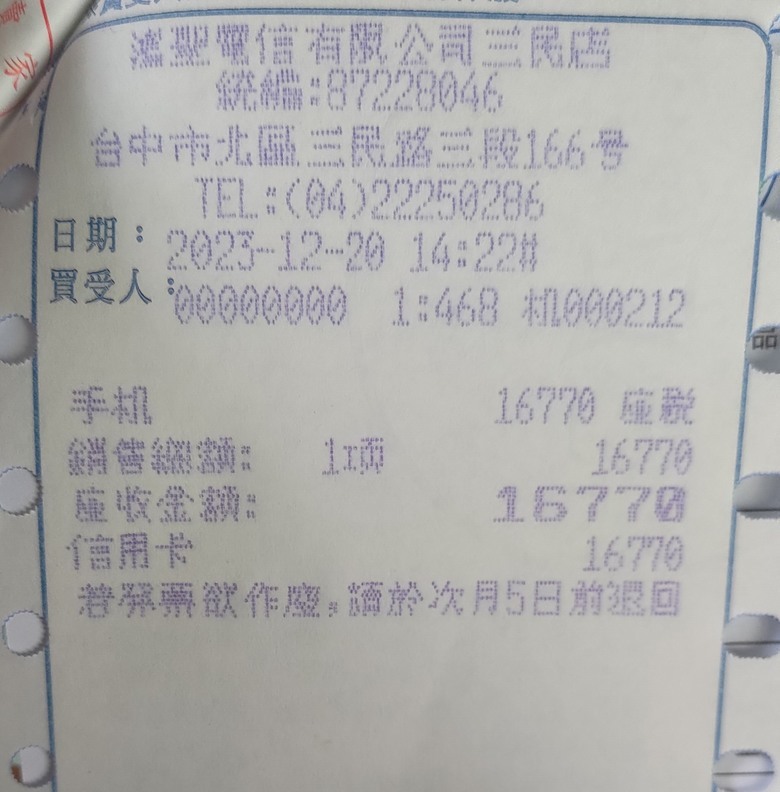 電信有限公司三民店
統編:87228046
台中市北區三民路三段166号
TEL:(04)22250286
日期：2023-12-20 14:22#
買受人：00000000 1:468 机000212
手机 16770 應稅
銷售總額: 1項 16770
應收金額: 16770
信用卡 16770
若發票欲作廢,請於次月5日前退回